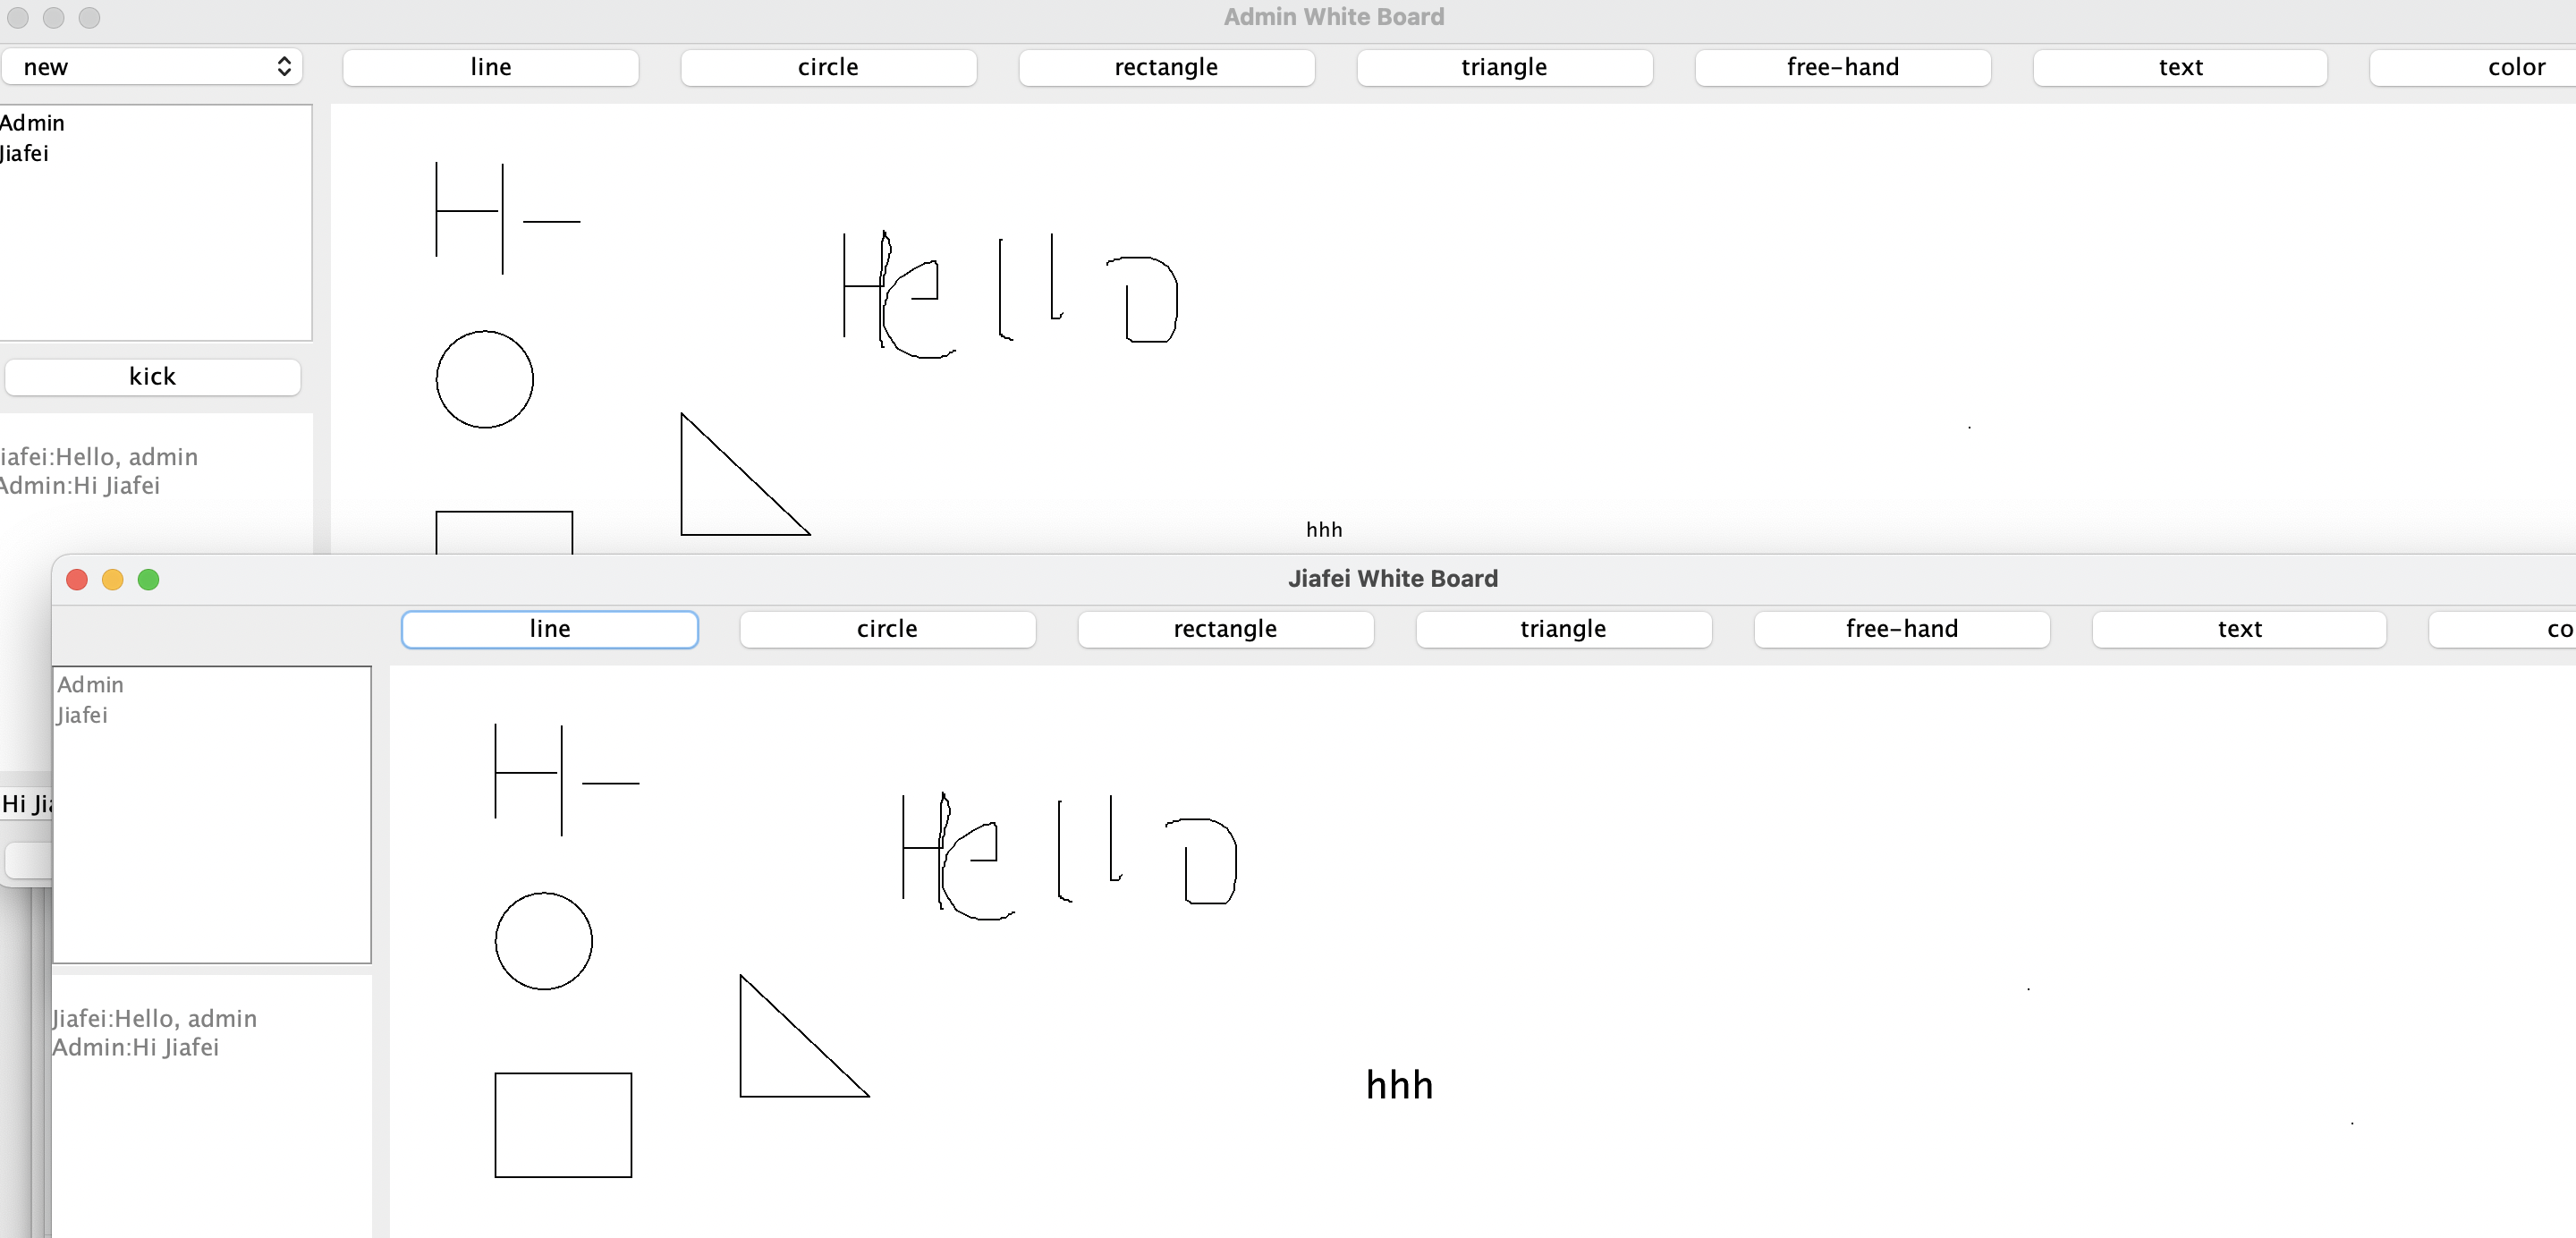 Admin White Board
new line circle rectangle triangle free-hand text color
Admin
Jiafei
kick
iafei:Hello, admin
Admin:Hi Jiafei
H-
Hello
hhh
Hi Ji
Jiafei White Board
line circle rectangle triangle free-hand text co
Admin
Jiafei
Jiafei:Hello, admin
Admin:Hi Jiafei
H-
Hello
hhh